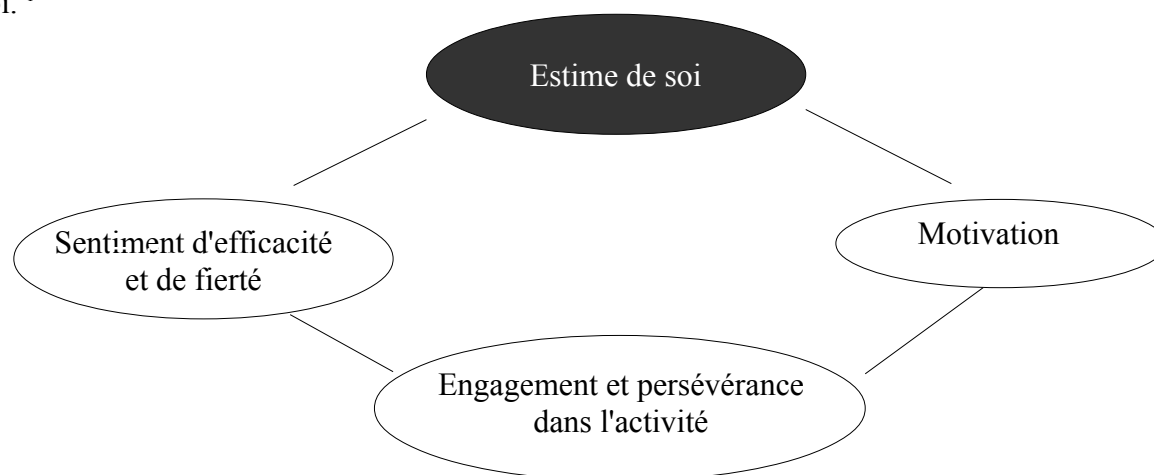 Estime de soi
Sentiment d'efficacité
et de fierté
Motivation
Engagement et persévérance
dans l'activité